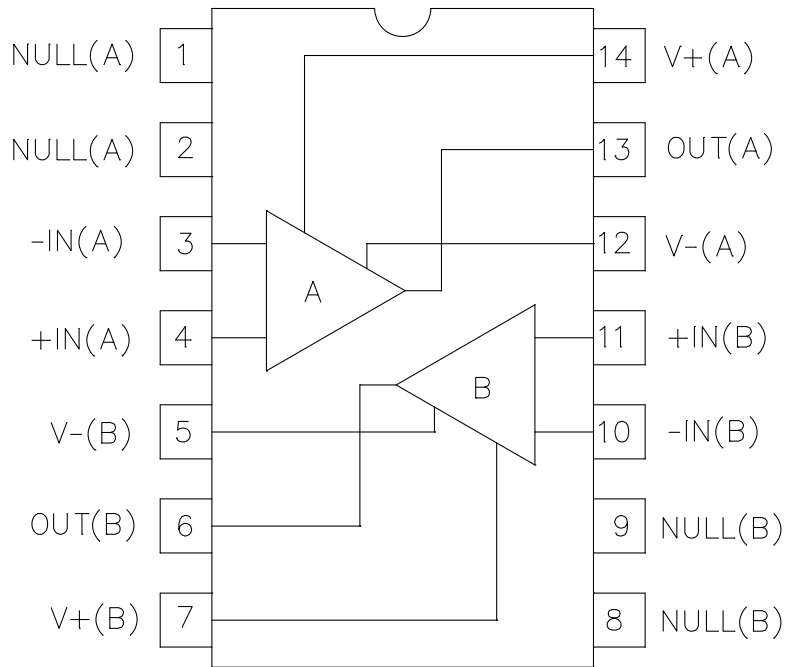 NULL(A) 1 14 V+(A)
NULL(A) 2 13 OUT(A)
-IN(A) 3 12 V-(A)
A
+IN(A) 4 11 +IN(B)
B
V-(B) 5 10 -IN(B)
OUT(B) 6 9 NULL(B)
V+(B) 7 8 NULL(B)